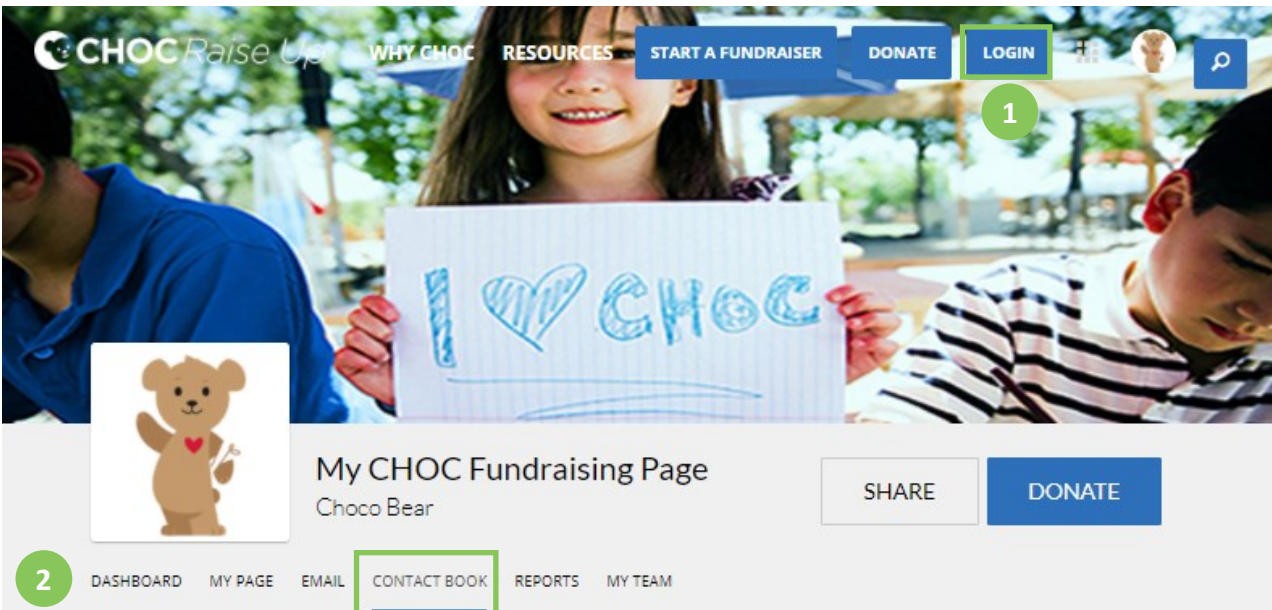 CHOC Raise Up WHY CHOC RESOURCES START A FUNDRAISER DONATE LOGIN
1
I CHOC
My CHOC Fundraising Page
Choco Bear
SHARE DONATE
2 DASHBOARD MY PAGE EMAIL CONTACT BOOK REPORTS MY TEAM